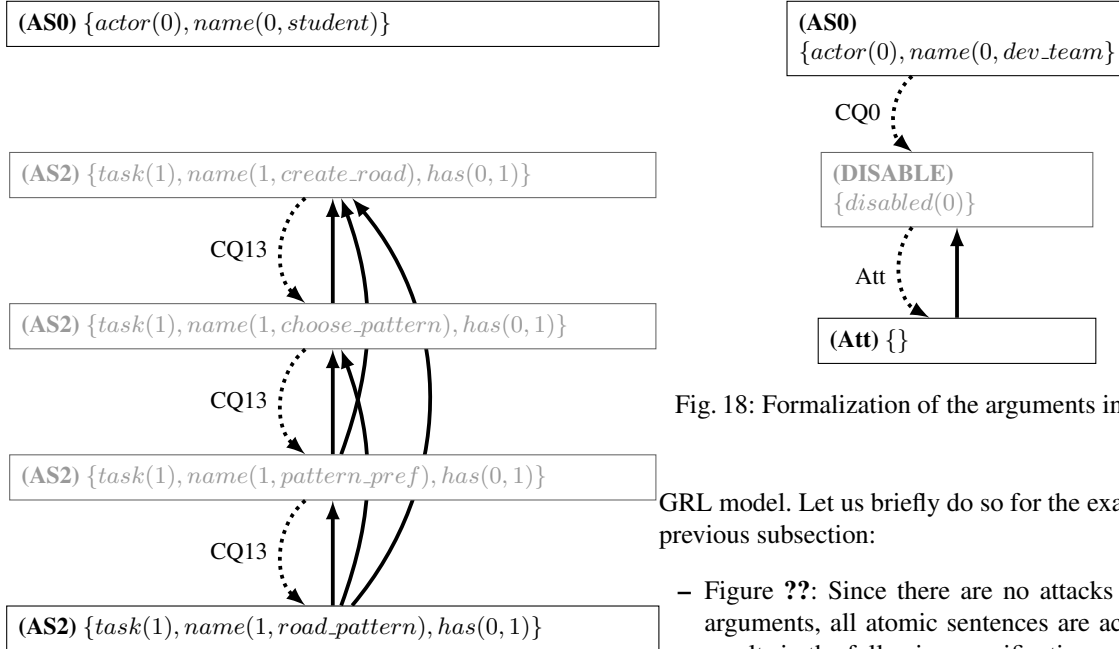 (AS0) {actor(0), name(0, student)}
(AS2) {task(1), name(1, create_road), has(0, 1)}
CQ13
(AS2) {task(1), name(1, choose_pattern), has(0, 1)}
CQ13
(AS2) {task(1), name(1, pattern_pref), has(0, 1)}
CQ13
(AS2) {task(1), name(1, road_pattern), has(0, 1)}
(AS0)
{actor(0), name(0, dev_team}
CQ0
(DISABLE)
{disabled(0)}
Att
(Att) {}
Fig. 18: Formalization of the arguments in
GRL model. Let us briefly do so for the exa
previous subsection:
– Figure ??: Since there are no attacks
arguments, all atomic sentences are ac